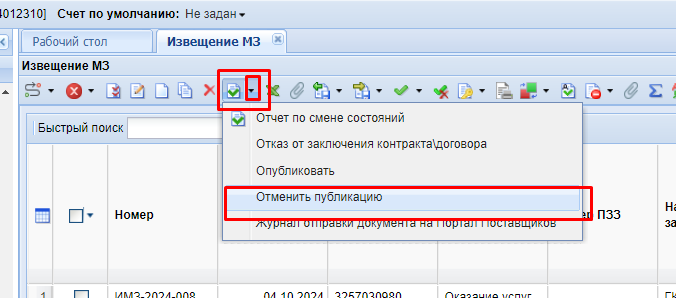 4012310] Счет по умолчанию: Не задан
Рабочий стол Извещение МЗ
Извещение МЗ
Быстрый поиск
Отчет по смене состояний
Отказ от заключения контракта\договора
Опубликовать
Отменить публикацию
Журнал отправки документа на Портал Поставщиков
Номер ПЗЗ На
за
1 ИМЗ-2024-008 04.10.2024 3257030980 Оказание услуг